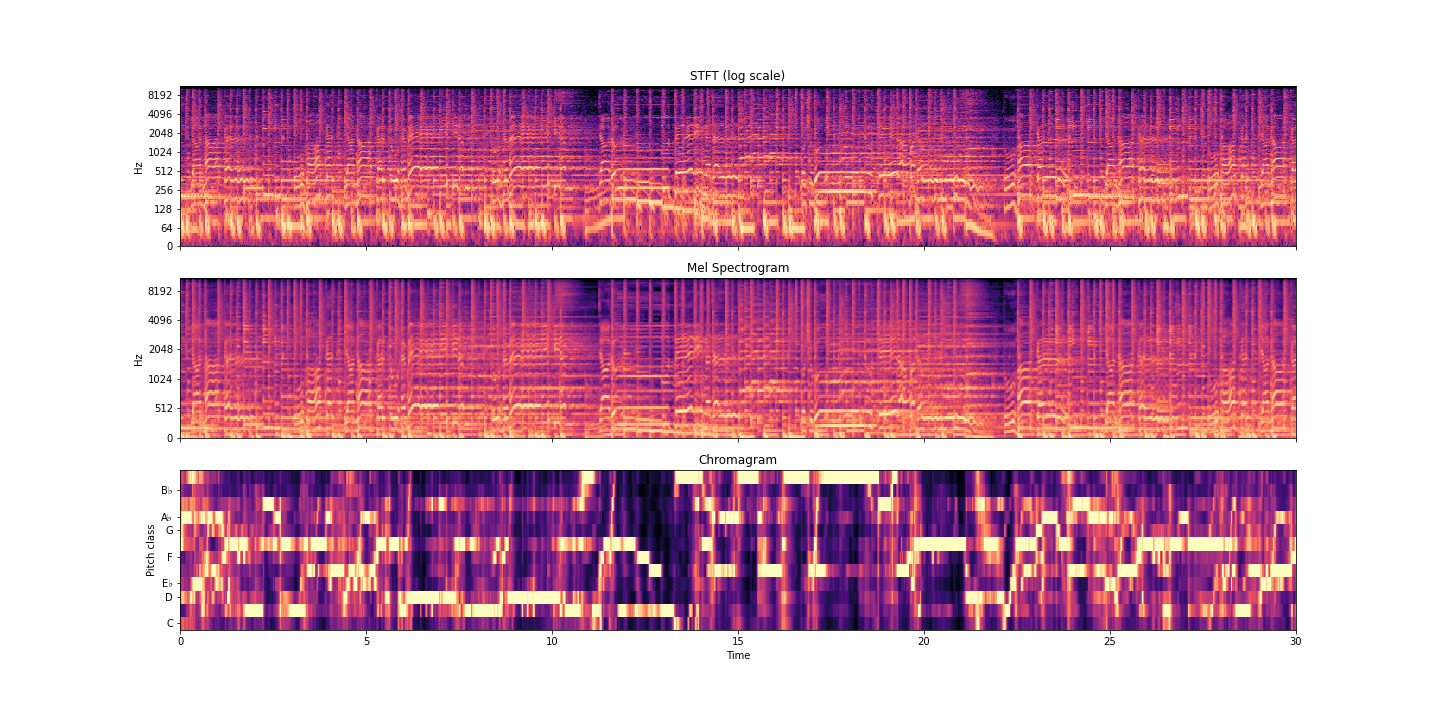 STFT (log scale)
8192
4096
2048
1024
512
256
128
64
0
Hz
Mel Spectrogram
8192
4096
2048
1024
512
0
Hz
Chromagram
B♭
A♭
G
F
E♭
D
C
Pitch class
0 5 10 15 20 25 30
Time